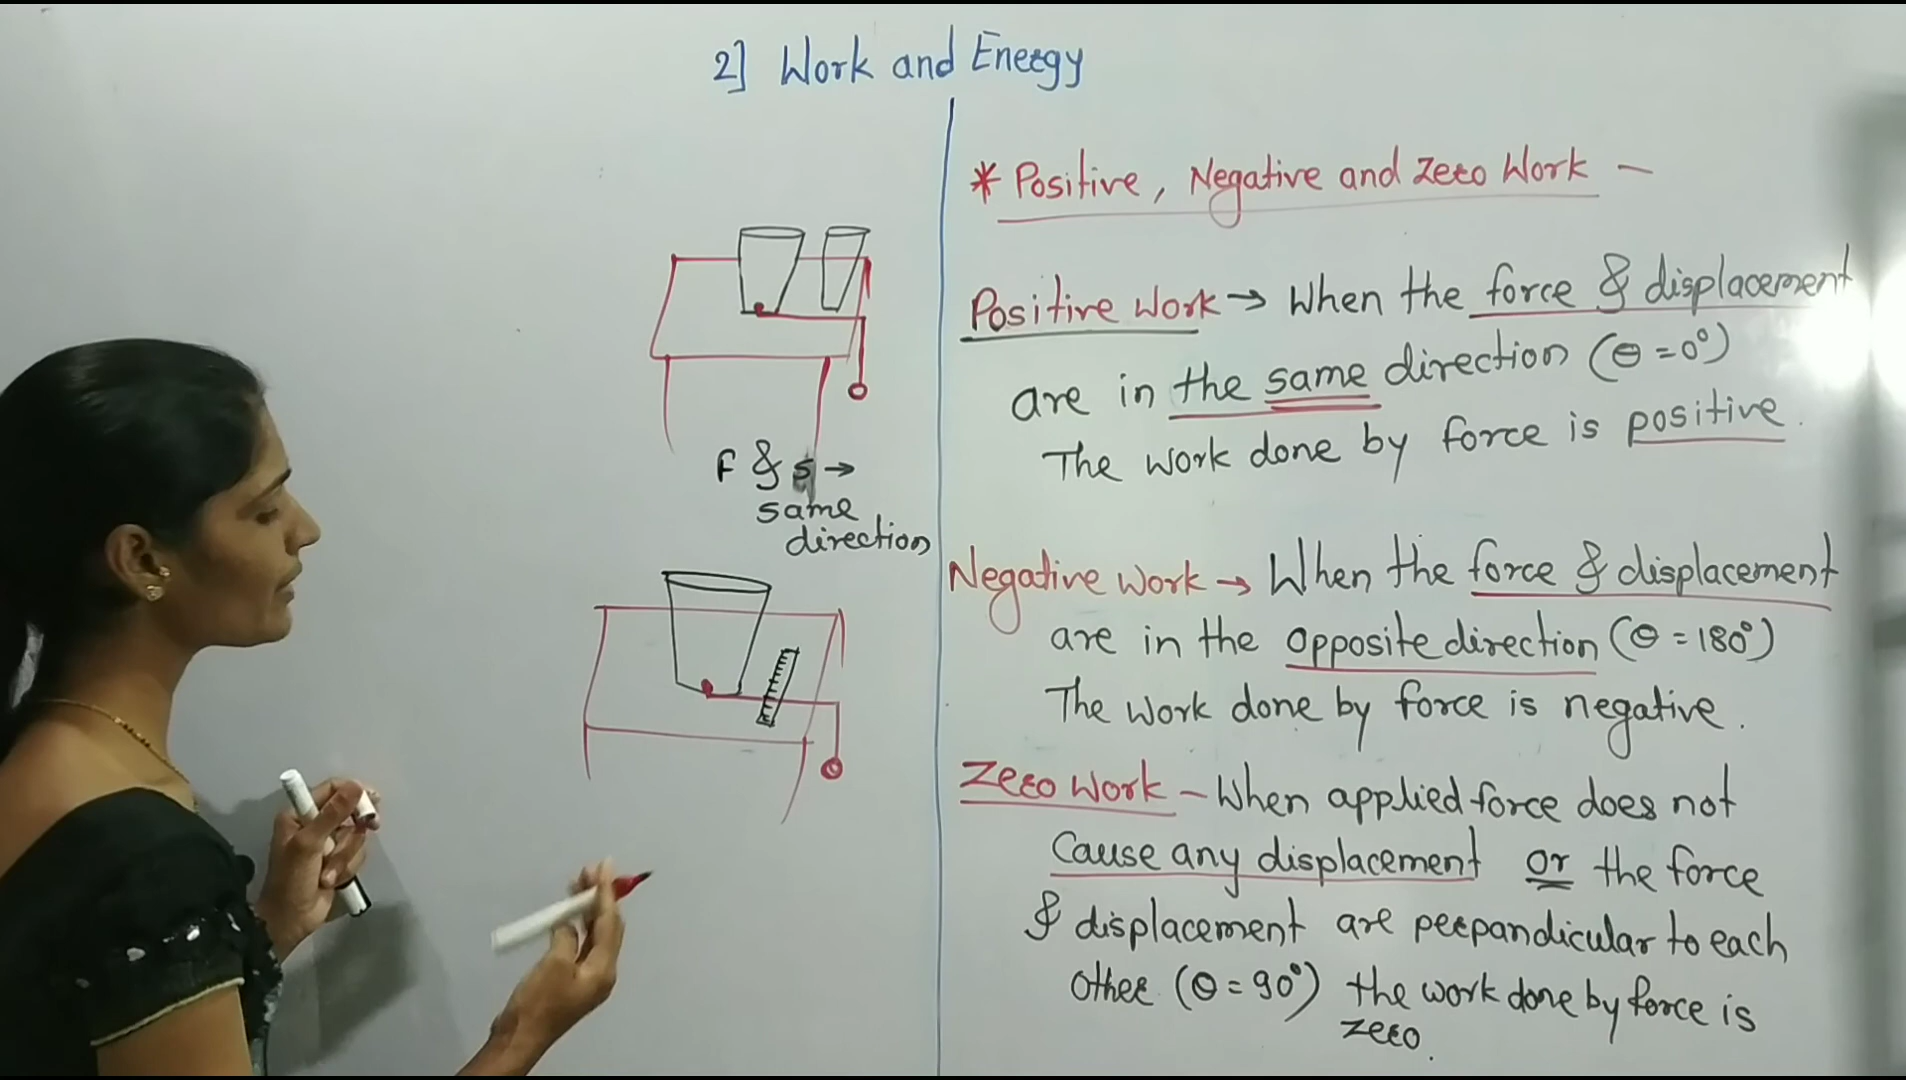 2] Work and Energy
F & s →
same
direction
* Positive, Negative and Zero Work -
Positive Work → When the force & displacement
are in the same direction (θ = 0°)
The work done by force is positive.
Negative Work → When the force & displacement
are in the opposite direction (θ = 180°)
The work done by force is negative.
Zero Work - When applied force does not
Cause any displacement or the force
& displacement are perpandicular to each
other (θ = 90°) the work done by force is
zero.